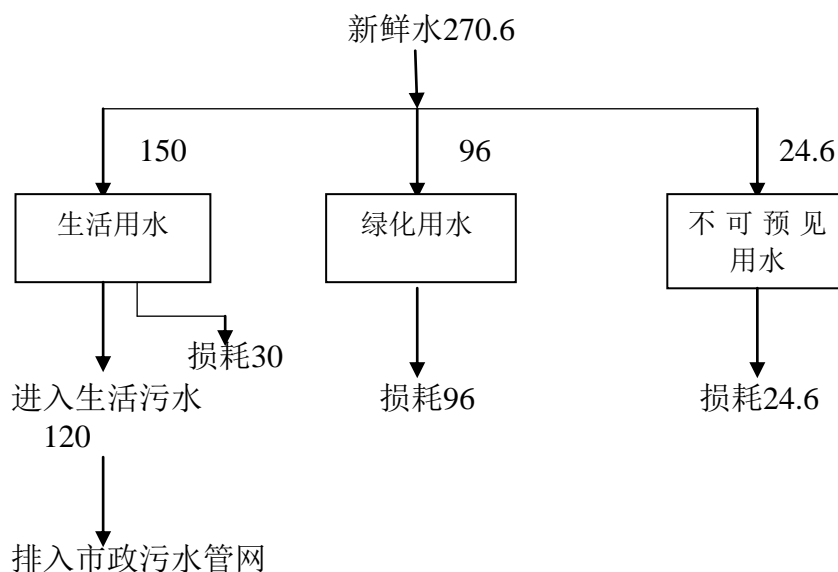 新鲜水270.6
150
96
24.6
生活用水
绿化用水
不可预见
用水
损耗30
进入生活污水
120
损耗96
损耗24.6
排入市政污水管网